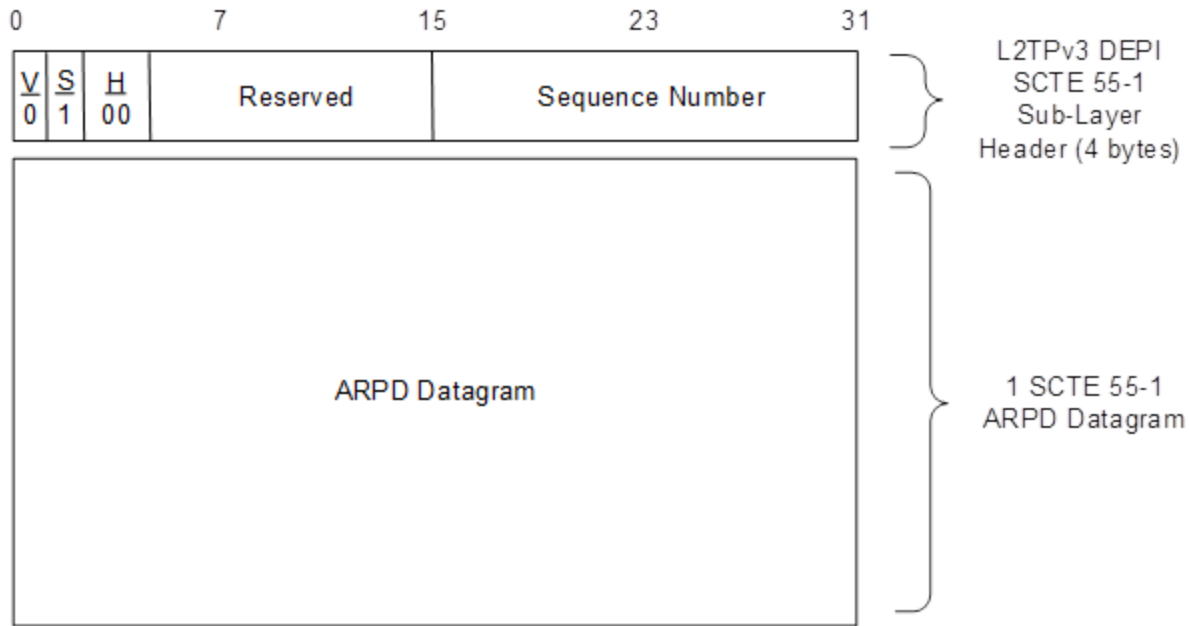 0 7 15 23 31
V S H Reserved Sequence Number
0 1 00
L2TPv3 DEPI
SCTE 55-1
Sub-Layer
Header (4 bytes)
ARPD Datagram
1 SCTE 55-1
ARPD Datagram